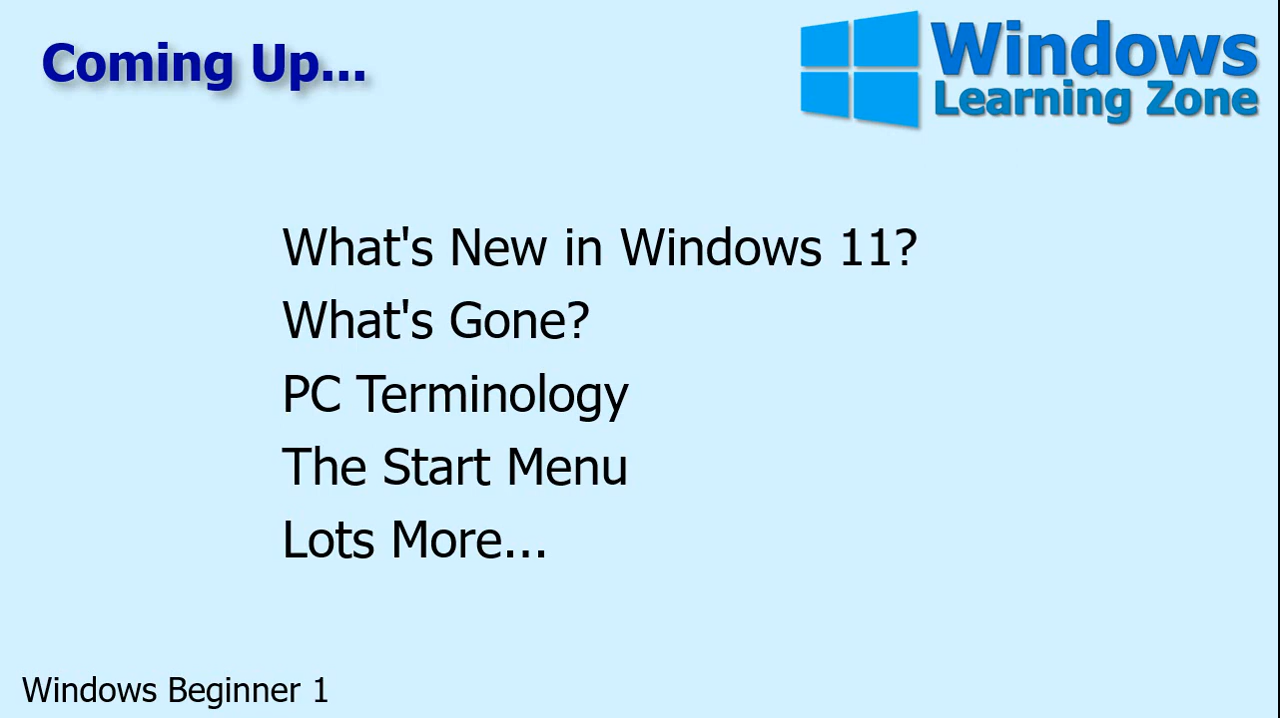 Coming Up...
Windows
Learning Zone
What's New in Windows 11?
What's Gone?
PC Terminology
The Start Menu
Lots More...
Windows Beginner 1